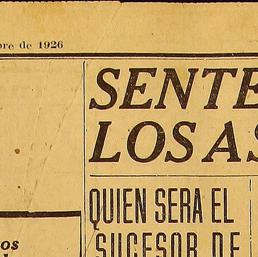 bre de 1926
SENTE
LOS AS
QUIEN SERA EL
SUCESOR DE
os